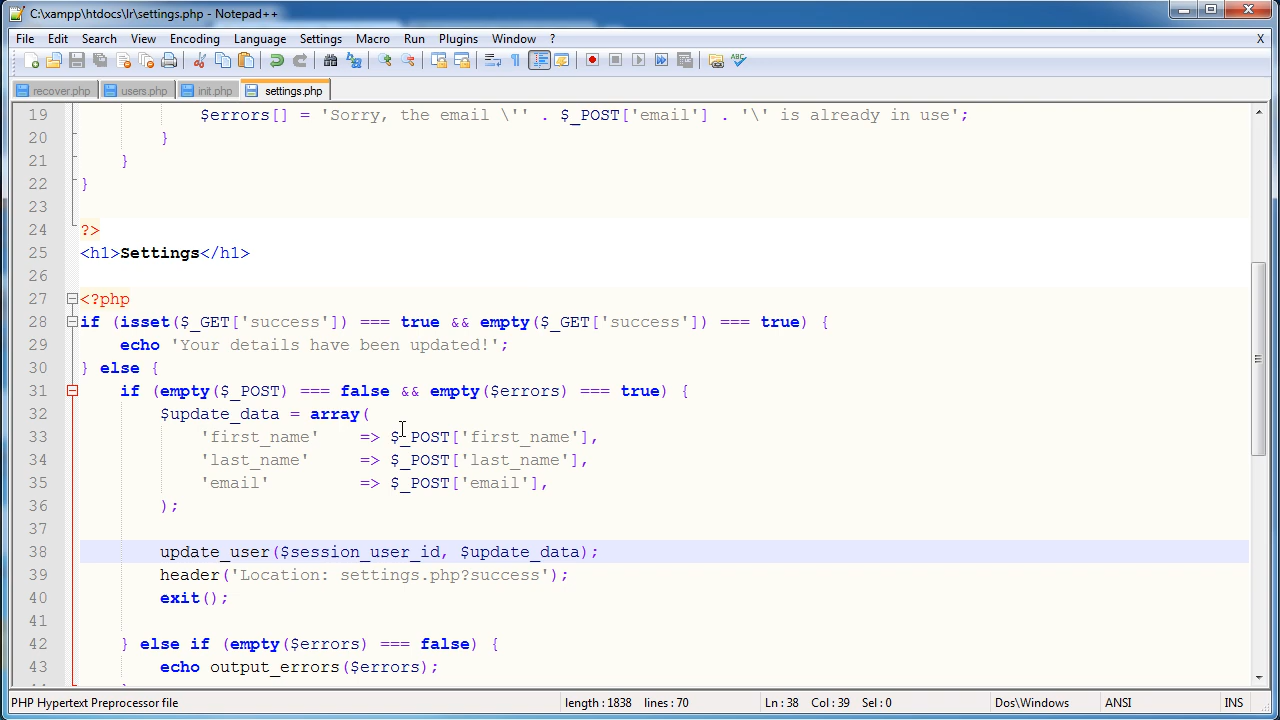 C:\xampp\htdocs\lr\settings.php - Notepad++
File Edit Search View Encoding Language Settings Macro Run Plugins Window ? X
recover.php users.php init.php settings.php
19 $errors[] = 'Sorry, the email \'' . $_POST['email'] . '\' is already in use';
20 }
21 }
22 }
23
24 ?>
25 <h1>Settings</h1>
26
27 <?php
28 if (isset($_GET['success']) === true && empty($_GET['success']) === true) {
29 echo 'Your details have been updated!';
30 } else {
31 if (empty($_POST) === false && empty($errors) === true) {
32 $update_data = array(
33 'first_name' => $_POST['first_name'],
34 'last_name' => $_POST['last_name'],
35 'email' => $_POST['email'],
36 );
37
38 update_user($session_user_id, $update_data);
39 header('Location: settings.php?success');
40 exit();
41
42 } else if (empty($errors) === false) {
43 echo output_errors($errors);
PHP Hypertext Preprocessor file length : 1838 lines : 70 Ln : 38 Col : 39 Sel : 0 Dos\Windows ANSI INS